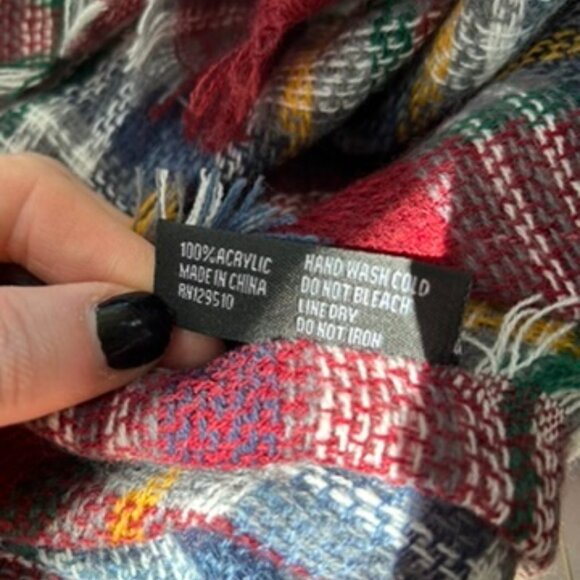 100% ACRYLIC
MADE IN CHINA
RN129510
HAND WASH COLD
DO NOT BLEACH
LINE DRY
DO NOT IRON